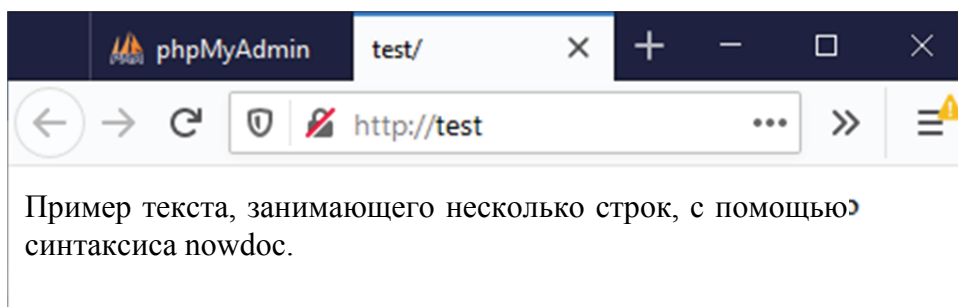 phpMyAdmin test/
http://test
Пример текста, занимающего несколько строк, с помощью
синтаксиса nowdoc.